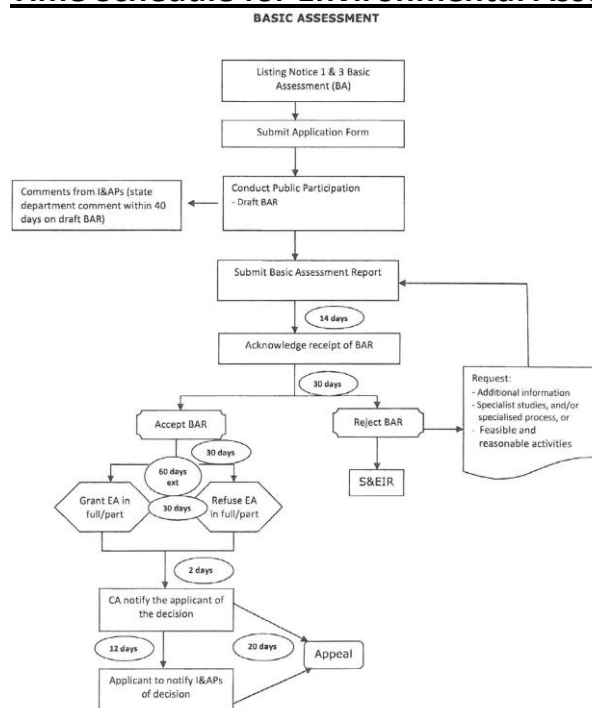 Time Schedule for Environmental Asse
BASIC ASSESSMENT
Listing Notice 1 & 3 Basic
Assessment (BA)
Submit Application Form
Conduct Public Participation
- Draft BAR
Comments from I&APs (state
department comment within 40
days on draft BAR)
Submit Basic Assessment Report
14 days
Acknowledge receipt of BAR
30 days
Request:
- Additional information
- Specialist studies, and/or
specialised process, or
- Feasible and
reasonable activities
Accept BAR
Reject BAR
30 days
60 days
ext
S&EIR
Grant EA in
full/part
30 days
Refuse EA
in full/part
2 days
CA notify the applicant of
the decision
12 days
20 days
Appeal
Applicant to notify I&APs
of decision